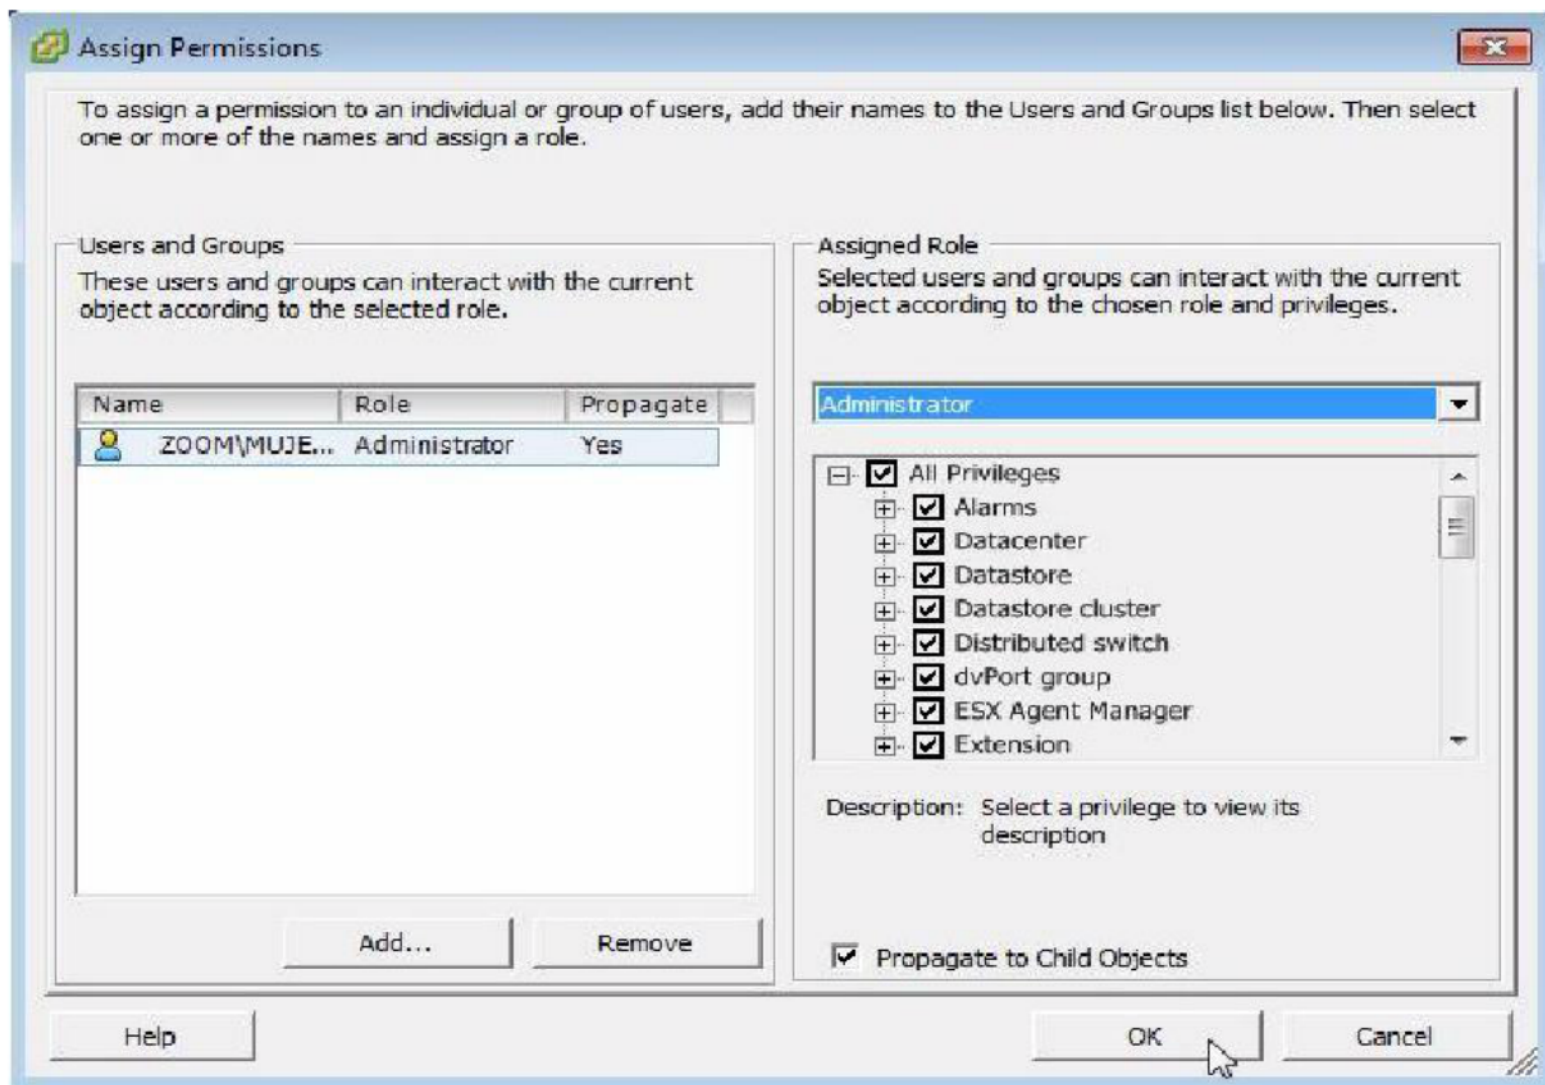 Assign Permissions
To assign a permission to an individual or group of users, add their names to the Users and Groups list below. Then select
one or more of the names and assign a role.
Users and Groups
These users and groups can interact with the current
object according to the selected role.
Name Role Propagate
ZOOM\MUJE... Administrator Yes
Add... Remove
Assigned Role
Selected users and groups can interact with the current
object according to the chosen role and privileges.
Administrator
All Privileges
Alarms
Datacenter
Datastore
Datastore cluster
Distributed switch
dvPort group
ESX Agent Manager
Extension
Description: Select a privilege to view its
description
Propagate to Child Objects
Help OK Cancel